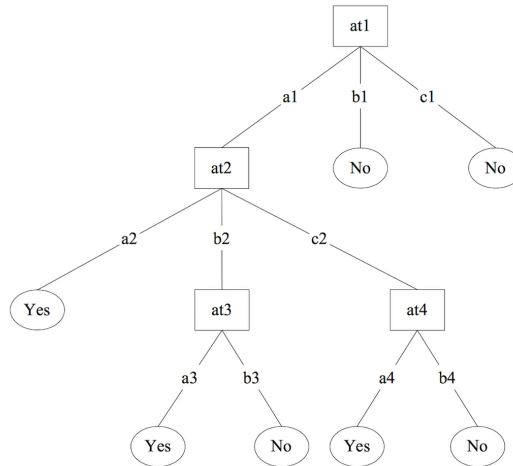 at1
a1 b1 c1
at2 No No
a2 b2 c2
Yes at3 at4
a3 b3 a4 b4
Yes No Yes No